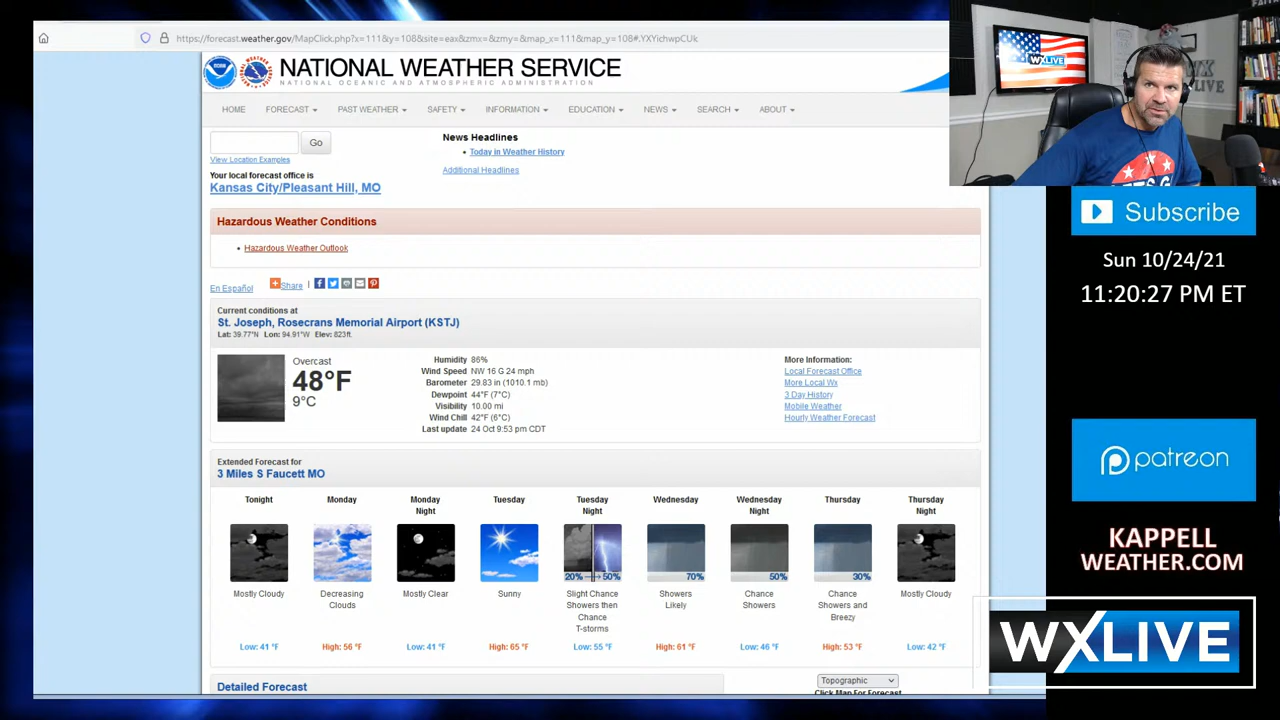 https://forecast.weather.gov/MapClick.php?x=111&y=108&site=eax&zmx=&zmy=&map_x=111&map_y=108#.YXYichwpCUk
NATIONAL WEATHER SERVICE
NATIONAL OCEANIC AND ATMOSPHERIC ADMINISTRATION
HOME FORECAST PAST WEATHER SAFETY INFORMATION EDUCATION NEWS SEARCH ABOUT
Go
View Location Examples
Your local forecast office is
Kansas City/Pleasant Hill, MO
News Headlines
• Today in Weather History
Additional Headlines
Hazardous Weather Conditions
• Hazardous Weather Outlook
En Español
Share |
Current conditions at
St. Joseph, Rosecrans Memorial Airport (KSTJ)
Lat: 39.77°N Lon: 94.91°W Elev: 823ft.
Overcast
48°F
9°C
Humidity 86%
Wind Speed NW 16 G 24 mph
Barometer 29.83 in (1010.1 mb)
Dewpoint 44°F (7°C)
Visibility 10.00 mi
Wind Chill 42°F (6°C)
Last update 24 Oct 9:53 pm CDT
More Information:
Local Forecast Office
More Local Wx
3 Day History
Mobile Weather
Hourly Weather Forecast
Extended Forecast for
3 Miles S Faucett MO
Tonight
Mostly Cloudy
Low: 41 °F
Monday
Decreasing
Clouds
High: 56 °F
Monday
Night
Mostly Clear
Low: 41 °F
Tuesday
Sunny
High: 65 °F
Tuesday
Night
20% → 50%
Slight Chance
Showers then
Chance
T-storms
Low: 55 °F
Wednesday
70%
Showers
Likely
High: 61 °F
Wednesday
Night
50%
Chance
Showers
Low: 46 °F
Thursday
30%
Chance
Showers and
Breezy
High: 53 °F
Thursday
Night
Mostly Cloudy
Low: 42 °F
Detailed Forecast
Topographic
Click Map For Forecast
WXLIVE
Subscribe
Sun 10/24/21
11:20:27 PM ET
patreon
KAPPELL
WEATHER.COM
WXLIVE